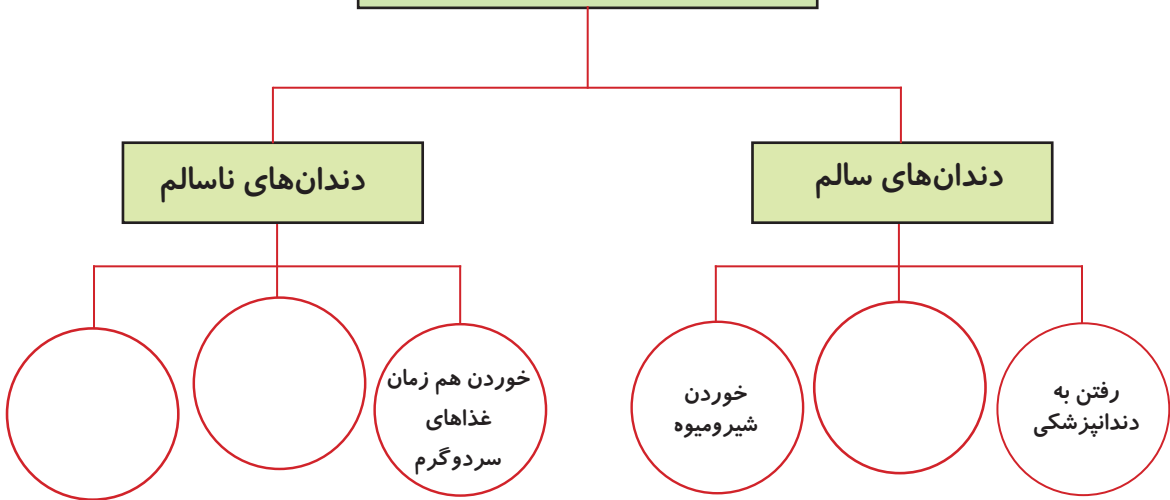 دندان‌های سالم
دندان‌های ناسالم
رفتن به
دندانپزشکی
خوردن
شیرومیوه
خوردن هم زمان
غذاهای
سردوگرم